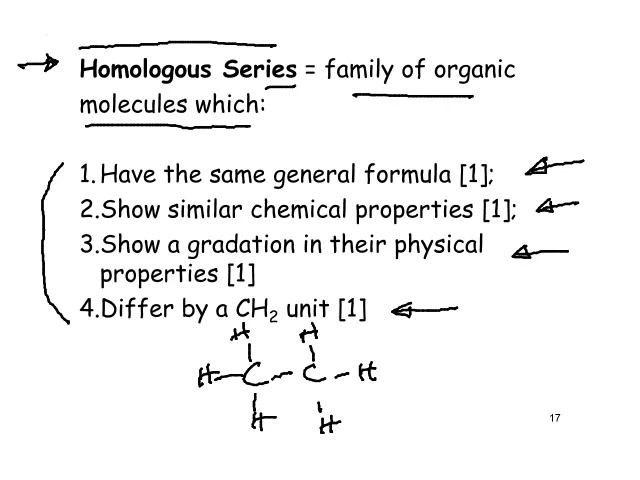 Homologous Series = family of organic
molecules which:
1. Have the same general formula [1];
2. Show similar chemical properties [1];
3. Show a gradation in their physical
properties [1]
4. Differ by a CH₂ unit [1]
H H
H-C-C-H
H H
17